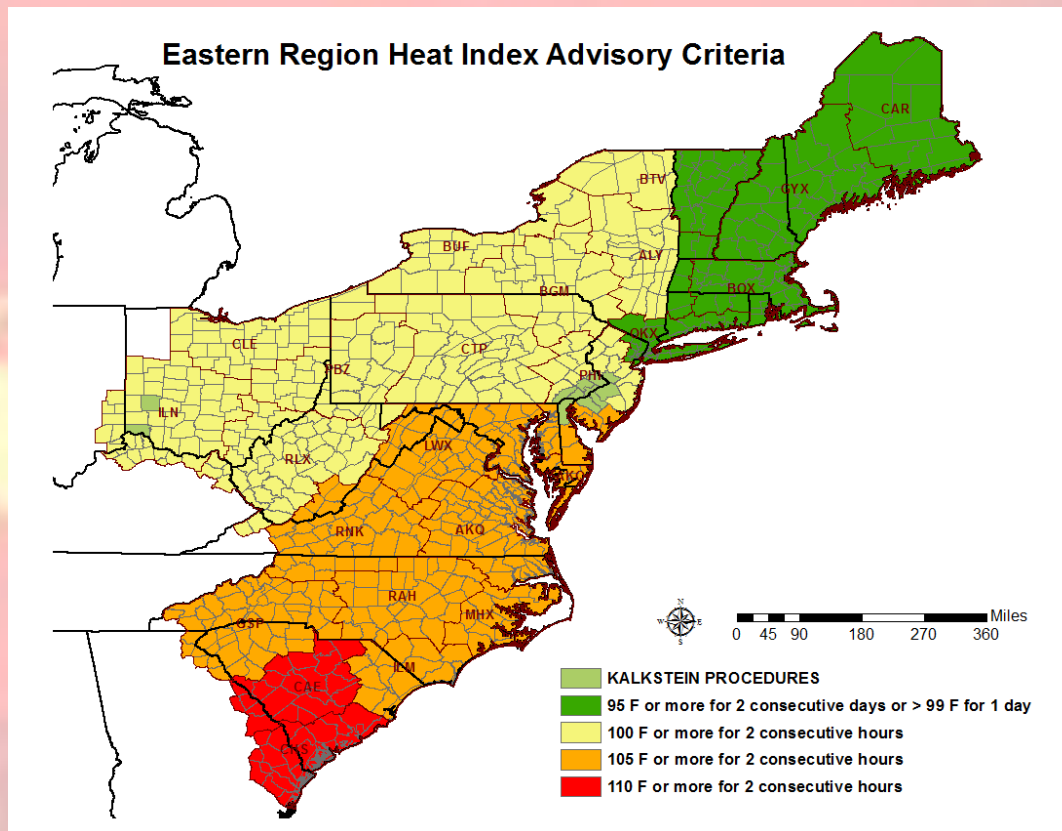 Eastern Region Heat Index Advisory Criteria
CAR
BTV
GYX
BUF
ALY
BOX
BGM
OKX
CLE
CTP
PBZ
PHI
ILN
LWX
RLX
AKQ
RNK
AKQ
RAH
MHX
GSP
ILM
CAE
CHS
N
W E
S
Miles
0 45 90 180 270 360
KALKSTEIN PROCEDURES
95 F or more for 2 consecutive days or > 99 F for 1 day
100 F or more for 2 consecutive hours
105 F or more for 2 consecutive hours
110 F or more for 2 consecutive hours